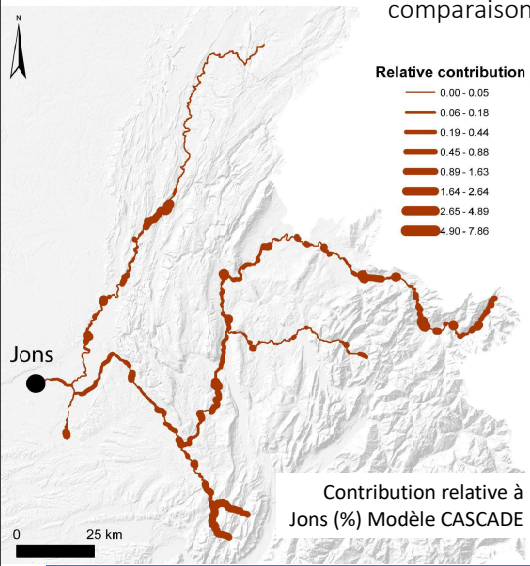 comparaison
N
Relative contribution
0.00 - 0.05
0.06 - 0.18
0.19 - 0.44
0.45 - 0.88
0.89 - 1.63
1.64 - 2.64
2.65 - 4.89
4.90 - 7.86
Jons
Contribution relative à
Jons (%) Modèle CASCADE
0 25 km